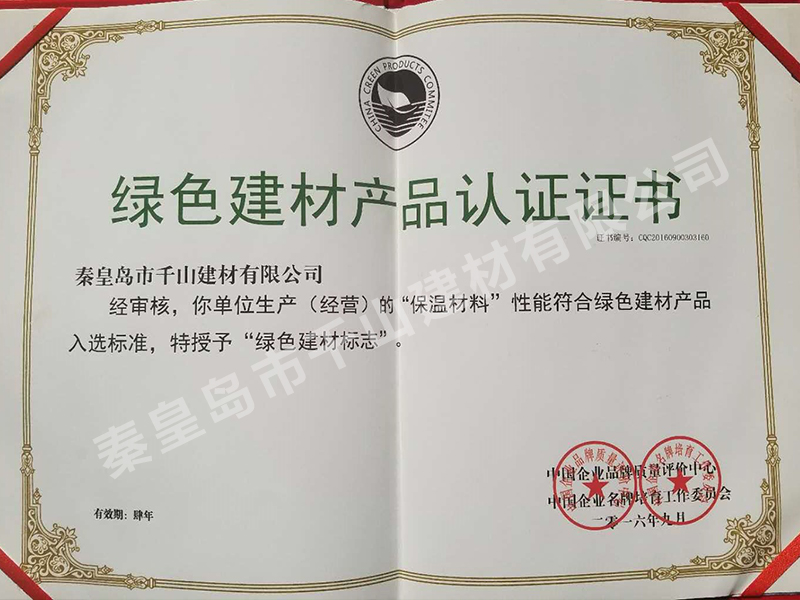 CHINA GREEN PRODUCTS COMMITEE
绿色建材产品认证证书
证书编号：CQC20160900303160
秦皇岛市千山建材有限公司
经审核，你单位生产（经营）的“保温材料”性能符合绿色建材产品
入选标准，特授予“绿色建材标志”。
中国企业品牌质量评价中心
中国企业名牌培育工作委员会
二〇一六年九月
有效期：肆年
秦皇岛市千山建材有限公司